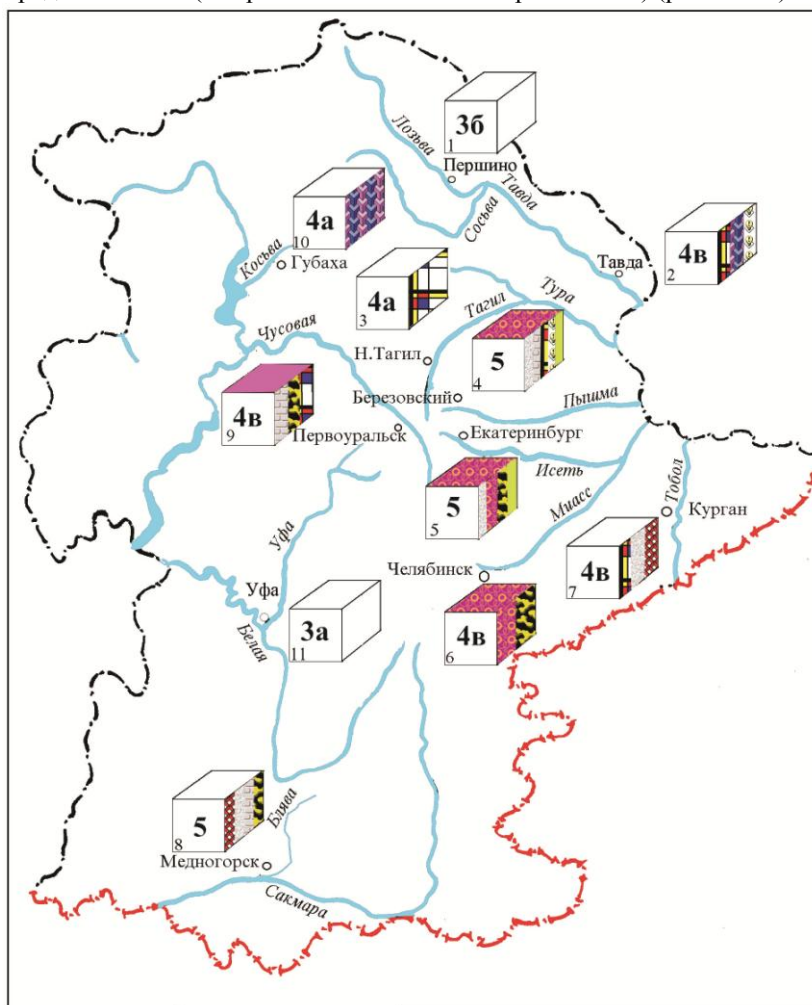 3б
1
Лозьва
Першино
Тавда
4а
10
Сосьва
4в
2
Косьва
Губаха
Тавда
4а
3
Тура
Тагил
Чусовая
5
4
Н.Тагил
Березовский
Пышма
4в
9
Первоуральск
Екатеринбург
Исеть
5
5
Миасс
Тобол
Курган
Уфа
Челябинск
4в
7
Уфа
3а
11
4в
6
Белая
5
8
Блява
Медногорск
Сакмара